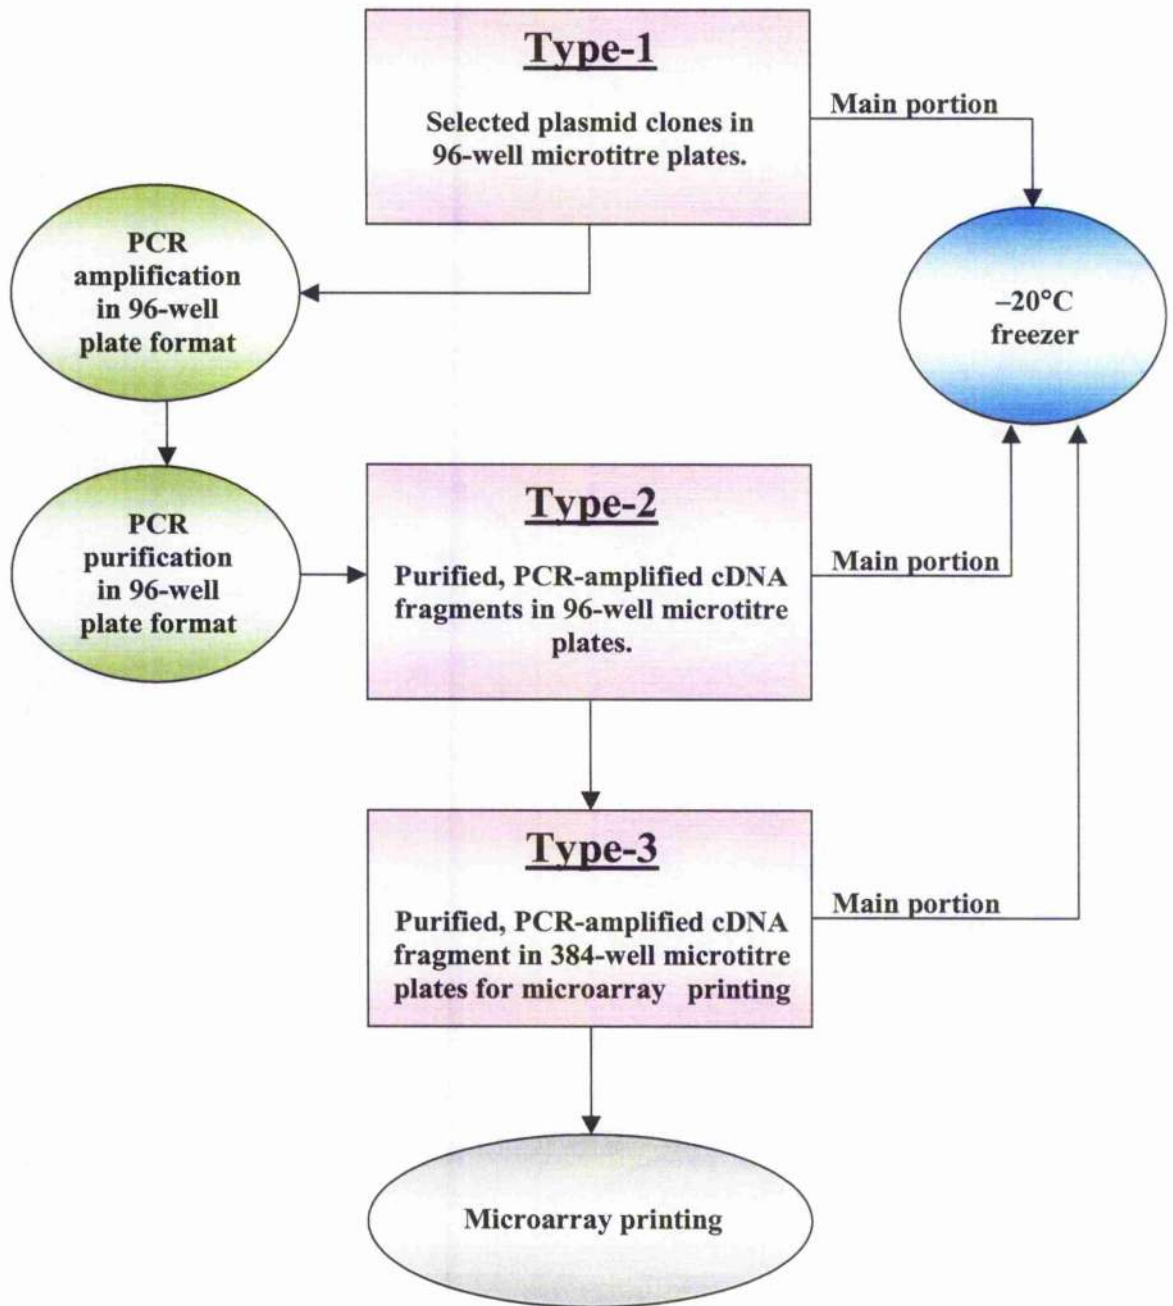 Type-1
Selected plasmid clones in
96-well microtitre plates.
Main portion
PCR
amplification
in 96-well
plate format
–20°C
freezer
PCR
purification
in 96-well
plate format
Type-2
Purified, PCR-amplified cDNA
fragments in 96-well microtitre
plates.
Main portion
Type-3
Purified, PCR-amplified cDNA
fragment in 384-well microtitre
plates for microarray printing
Main portion
Microarray printing